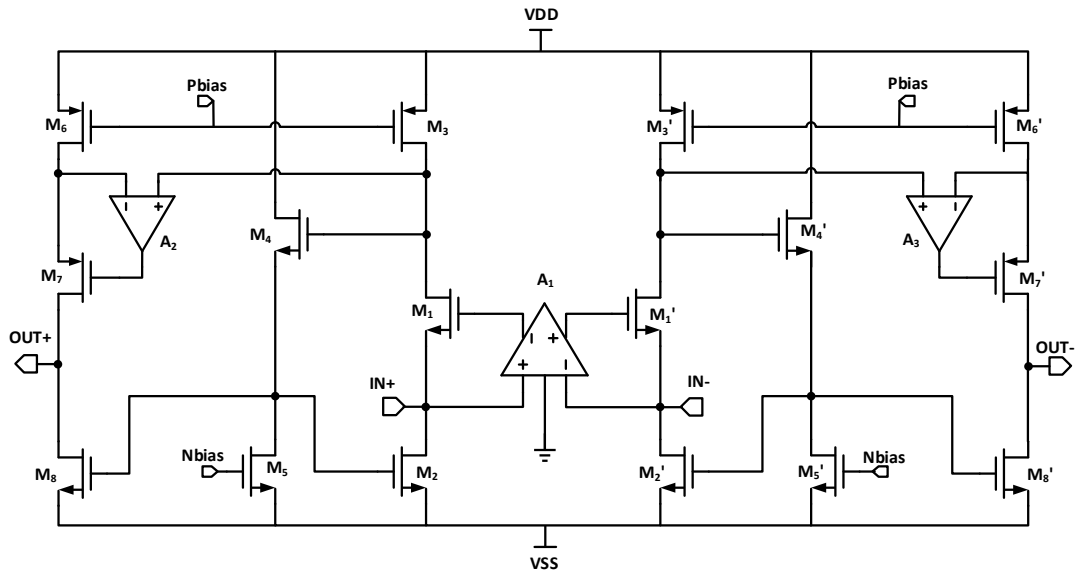 VDD
Pbias
Pbias
M6
M3
M3'
M6'
A2
A3
M4
M4'
M7
M7'
A1
M1
M1'
OUT+
OUT-
IN+
IN-
Nbias
Nbias
M8
M5
M2
M2'
M5'
M8'
VSS